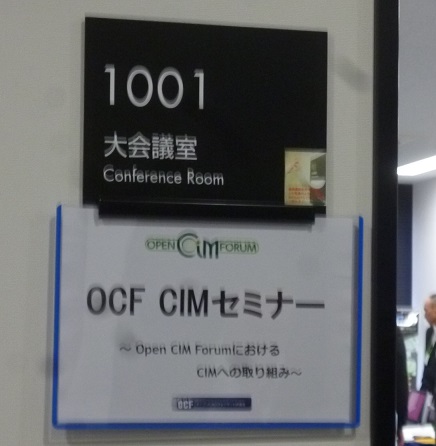 1001
大会議室
Conference Room
OPEN CIM FORUM
OCF CIMセミナー
～ Open CIM Forumにおける
CIMへの取り組み～
OCF